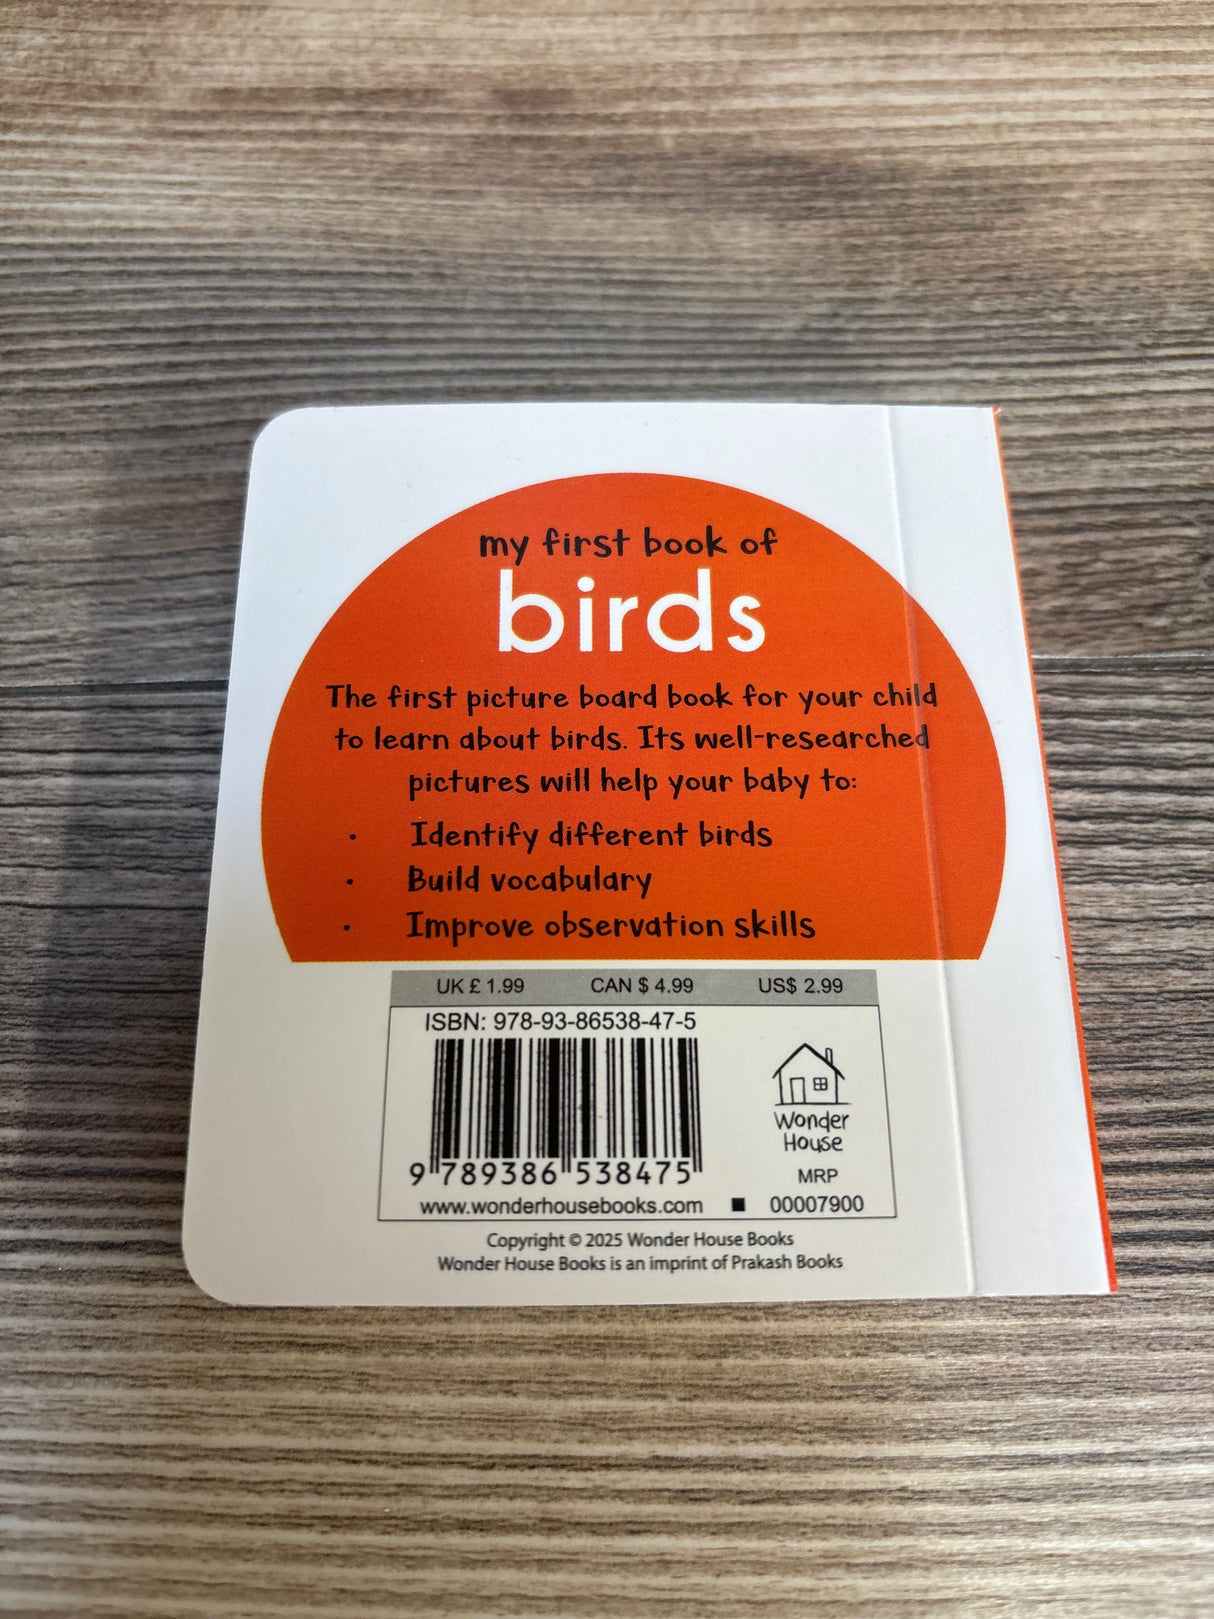 my first book of
birds
The first picture board book for your child
to learn about birds. Its well-researched
pictures will help your baby to:
· Identify different birds
· Build vocabulary
· Improve observation skills
UK £ 1.99 CAN $ 4.99 US$ 2.99
ISBN: 978-93-86538-47-5
9 789386 538475
www.wonderhousebooks.com
Wonder
House
MRP
00007900
Copyright © 2025 Wonder House Books
Wonder House Books is an imprint of Prakash Books